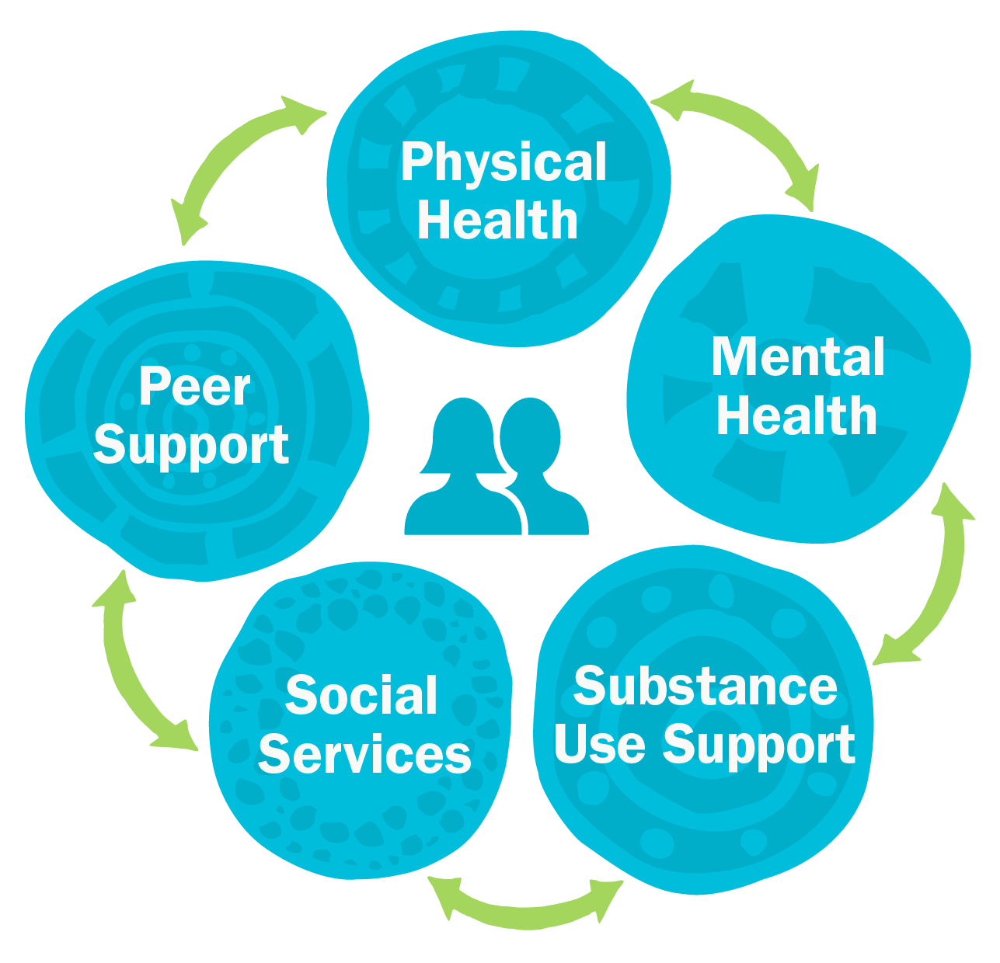 Physical
Health
Mental
Health
Peer
Support
Substance
Use Support
Social
Services